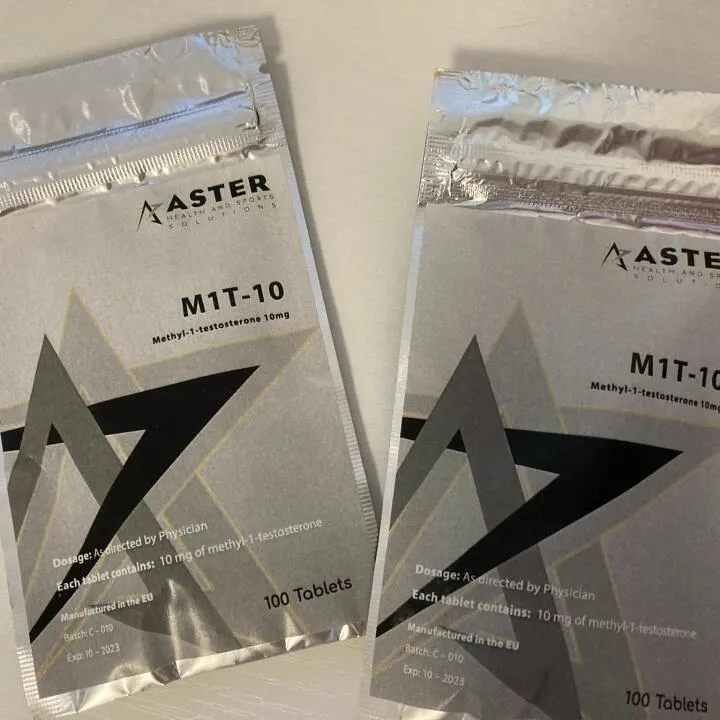 ASTER
HEALTH AND SPORTS
SOLUTIONS
M1T-10
Methyl-1-testosterone 10mg
Dosage: As directed by Physician
Each tablet contains: 10 mg of methyl-1-testosterone
Manufactured in the EU
Batch: C - 010
Exp: 10 - 2023
100 Tablets
ASTE
HEALTH AND SP
SOLUTIO
M1T-10
Methyl-1-testosterone 10mg
Dosage: As directed by Physician
Each tablet contains: 10 mg of methyl-1-testosterone
Manufactured in the EU
Batch: C - 010
Exp: 10 - 2023
100 Tablets